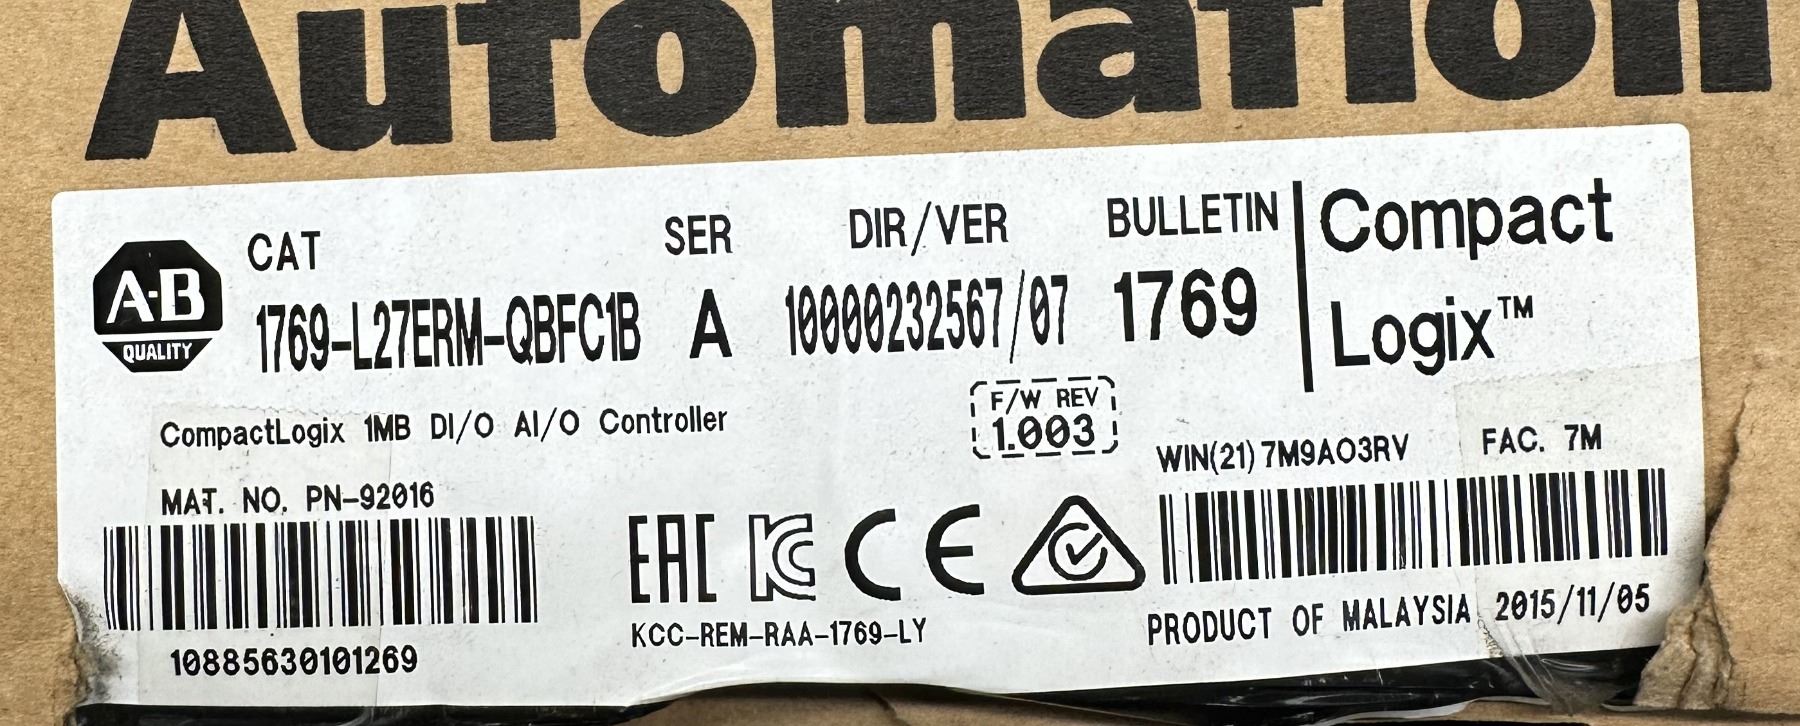 Automation
CAT SER DIR/VER BULLETIN
A-B
QUALITY
1769-L27ERM-QBFC1B A 10000232567/07 1769
Compact
Logix™
CompactLogix 1MB DI/O AI/O Controller
F/W REV
1.003
WIN(21) 7M9AO3RV FAC. 7M
MAT. NO. PN-92016
EAC KC CE
KCC-REM-RAA-1769-LY
PRODUCT OF MALAYSIA 2015/11/05
10885630101269